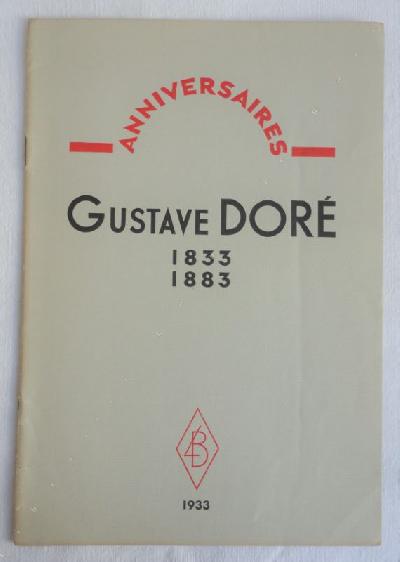 ANNIVERSAIRES
GUSTAVE DORÉ
1833
1883
1933